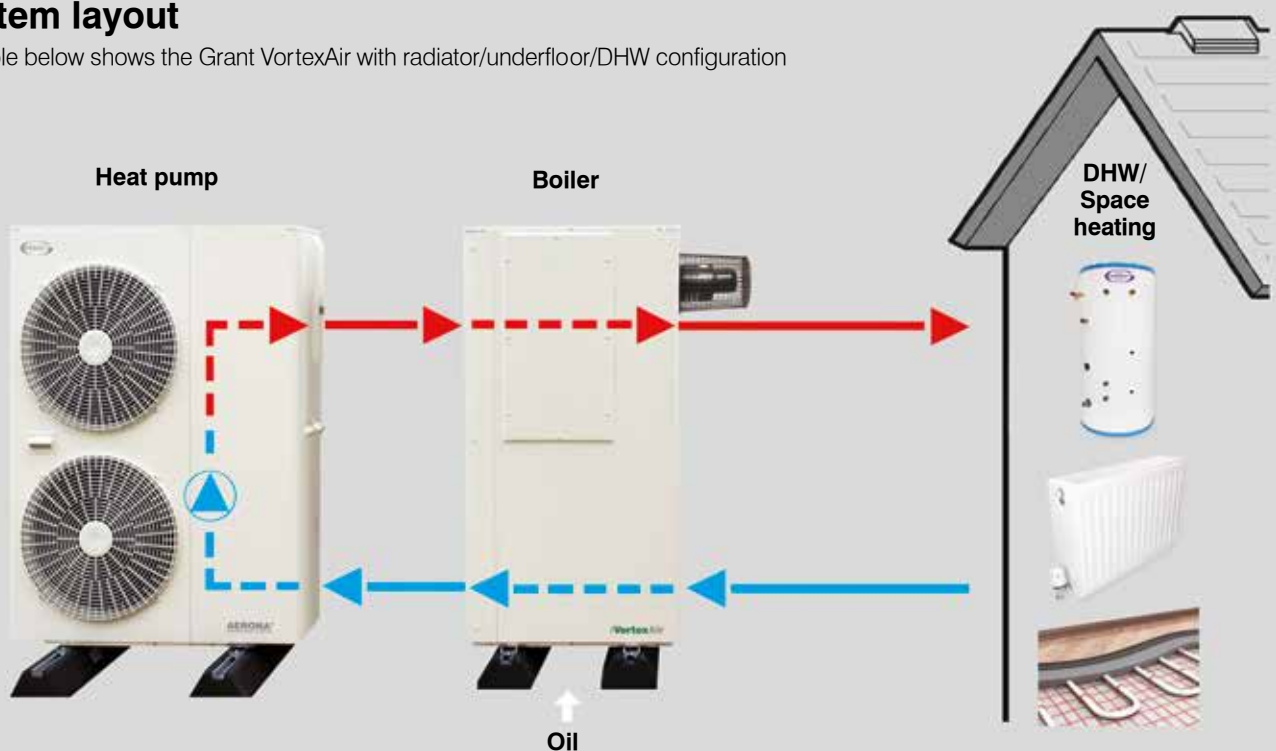 tem layout
le below shows the Grant VortexAir with radiator/underfloor/DHW configuration
Heat pump
Boiler
DHW/
Space
heating
AERONA³
VortexAir
Oil